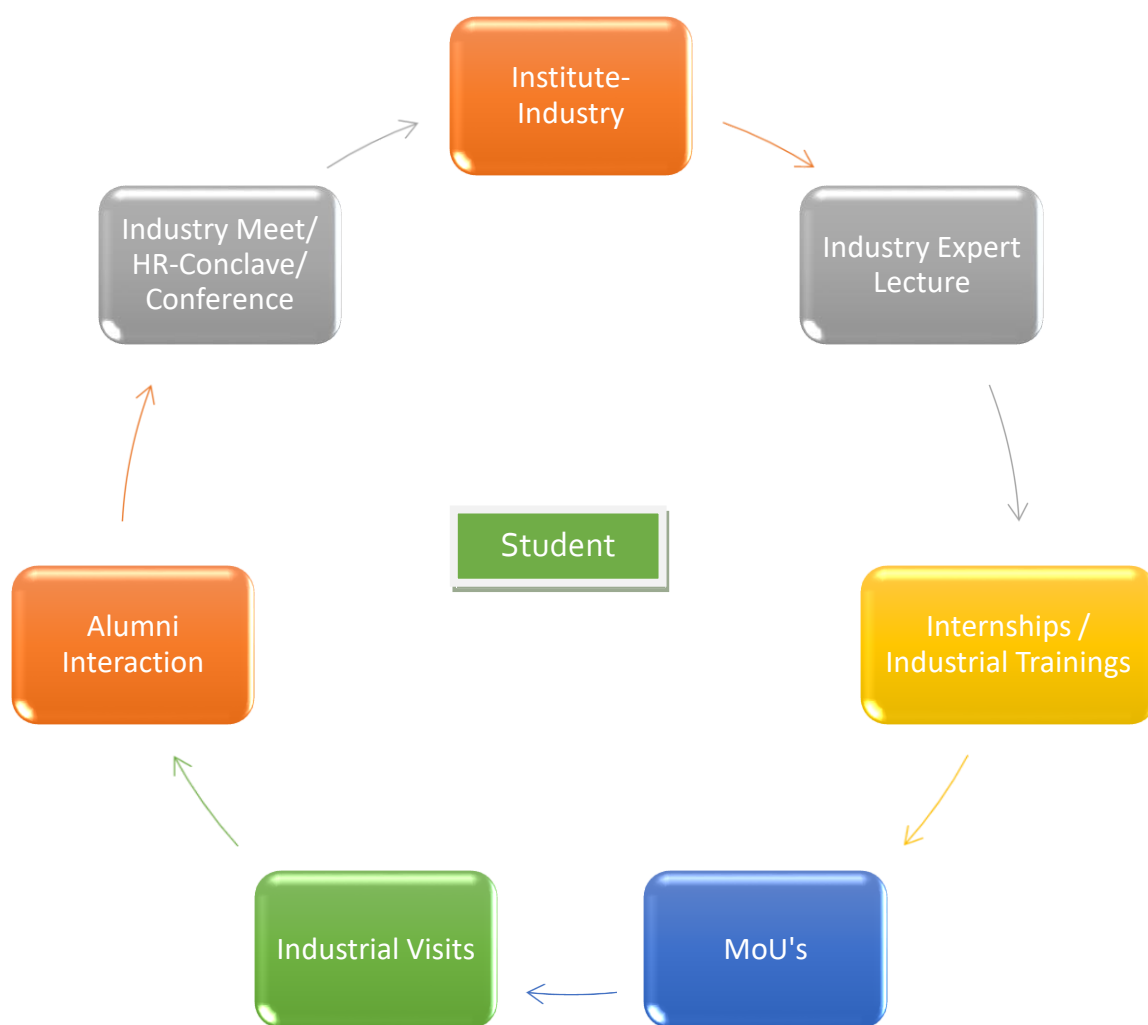 Institute-
Industry
Industry Expert
Lecture
Internships /
Industrial Trainings
MoU's
Industrial Visits
Alumni
Interaction
Industry Meet/
HR-Conclave/
Conference
Student